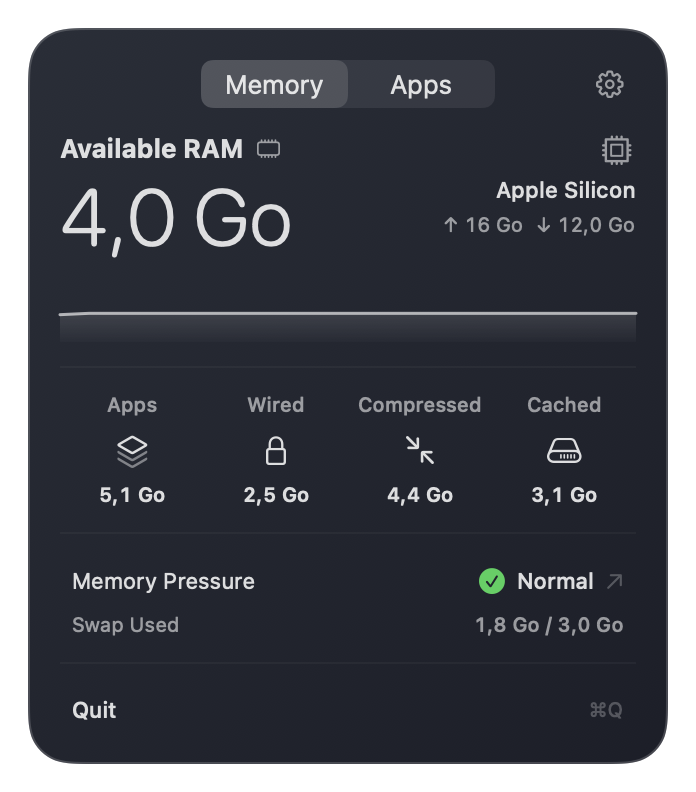 Memory Apps
Available RAM
4,0 Go
Apple Silicon
↑ 16 Go ↓ 12,0 Go
Apps Wired Compressed Cached
5,1 Go 2,5 Go 4,4 Go 3,1 Go
Memory Pressure Normal ↗
Swap Used 1,8 Go / 3,0 Go
Quit ⌘Q